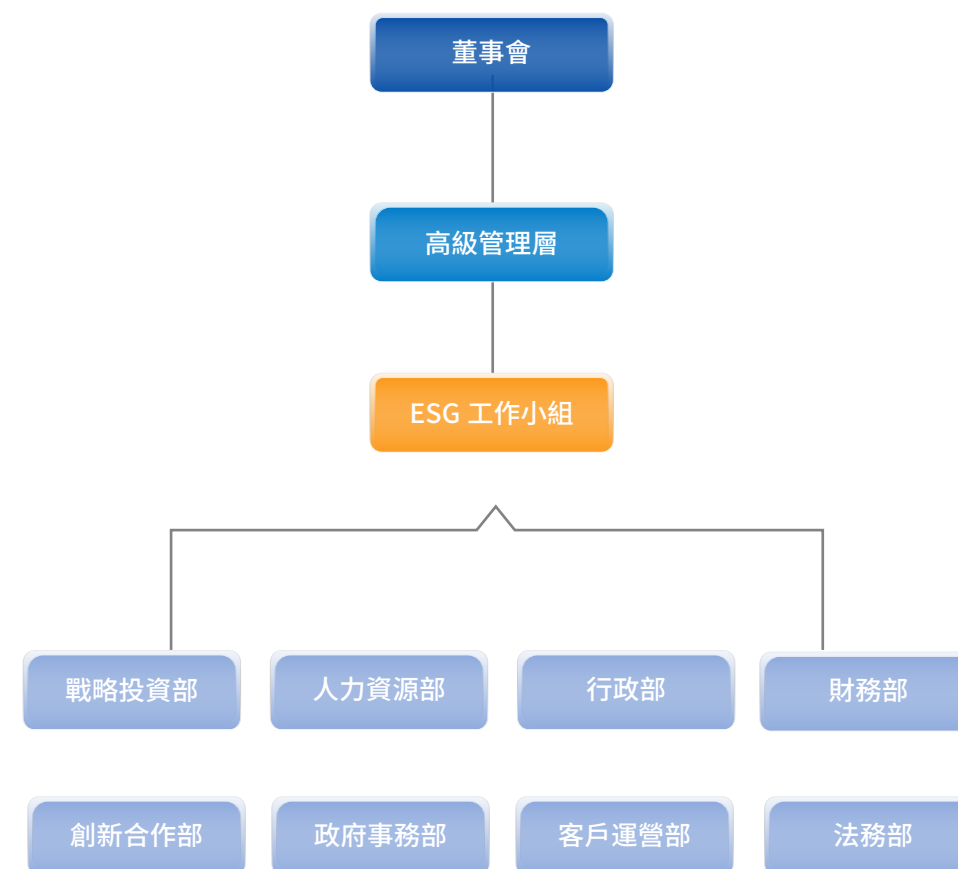 董事會
高級管理層
ESG 工作小組
戰略投資部
人力資源部
行政部
財務部
創新合作部
政府事務部
客戶運營部
法務部